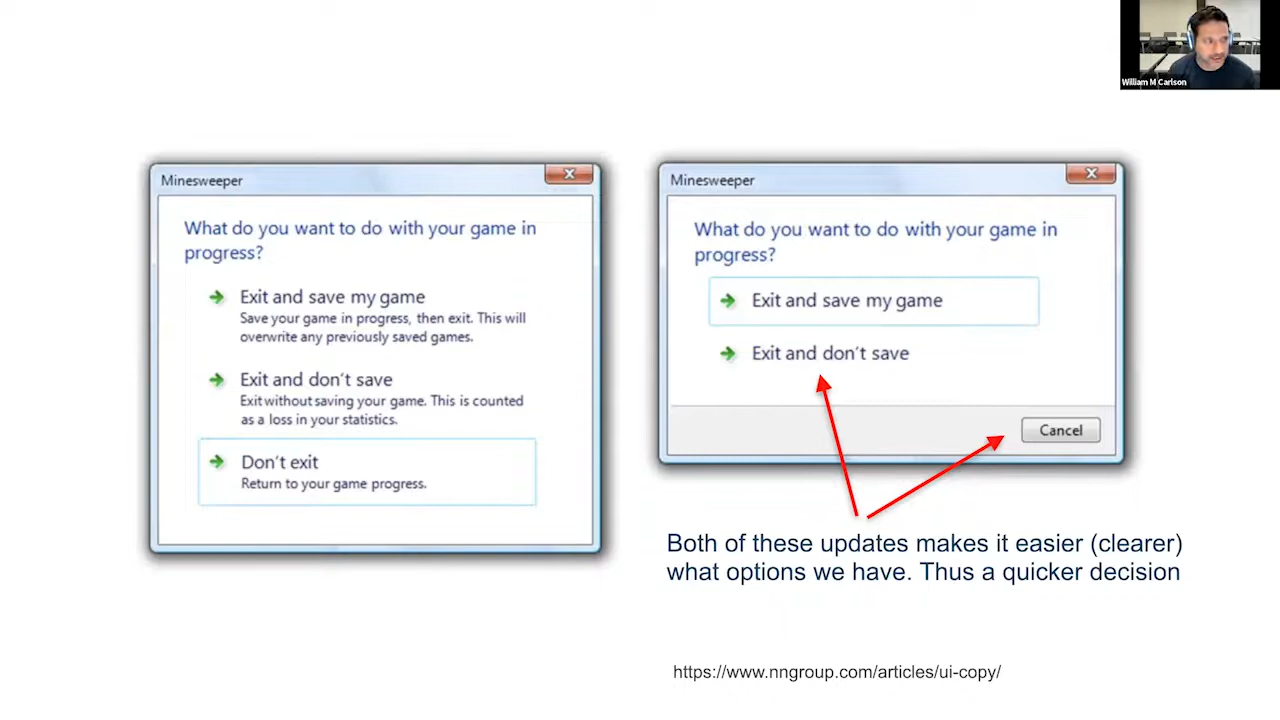 William M Carlson
Minesweeper
What do you want to do with your game in
progress?
Exit and save my game
Save your game in progress, then exit. This will
overwrite any previously saved games.
Exit and don't save
Exit without saving your game. This is counted
as a loss in your statistics.
Don't exit
Return to your game progress.
Minesweeper
What do you want to do with your game in
progress?
Exit and save my game
Exit and don't save
Cancel
Both of these updates makes it easier (clearer)
what options we have. Thus a quicker decision
https://www.nngroup.com/articles/ui-copy/